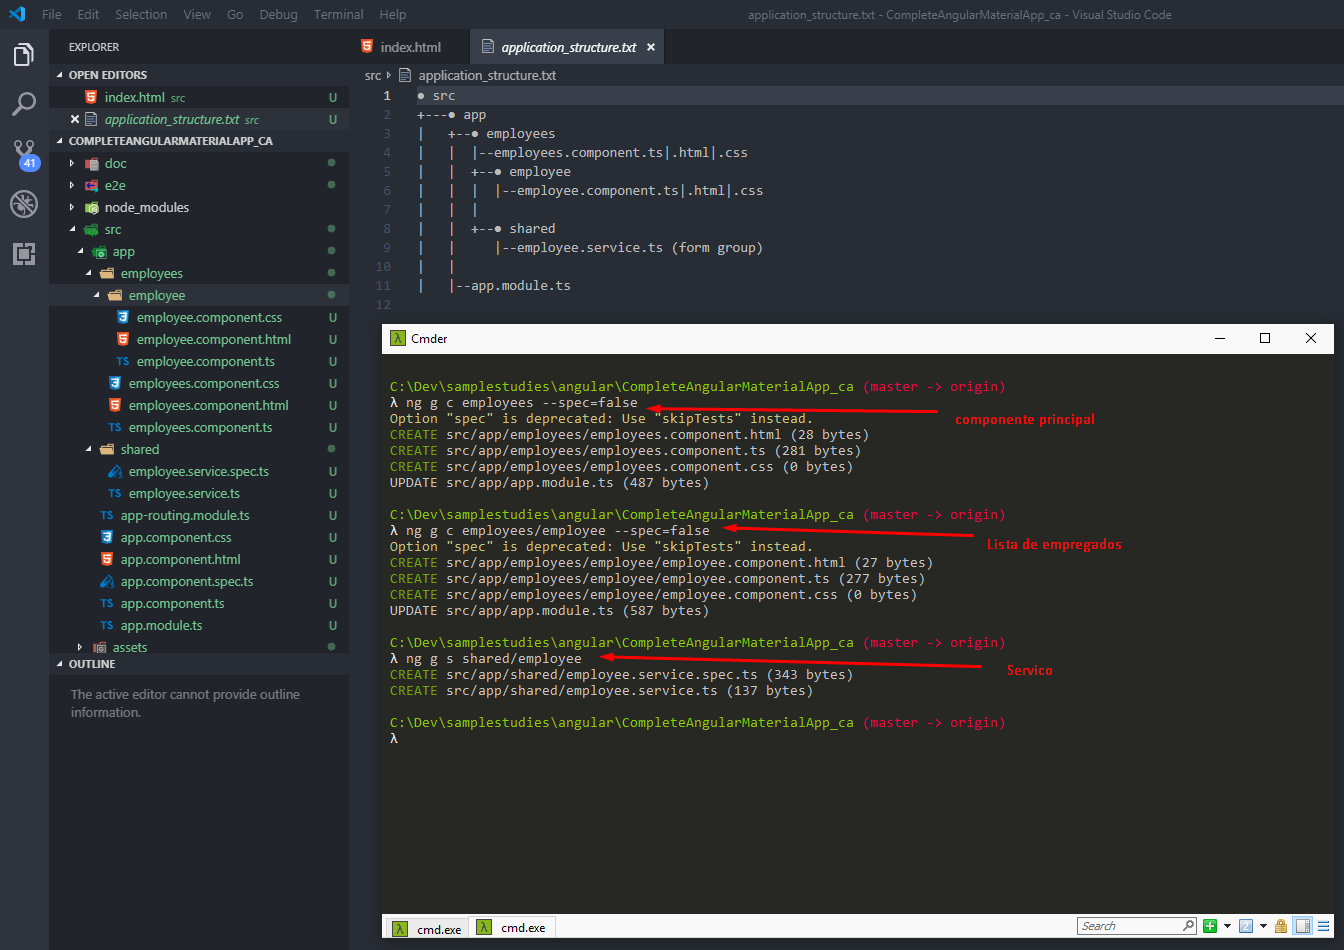 File Edit Selection View Go Debug Terminal Help
application_structure.txt - CompleteAngularMaterialApp_ca - Visual Studio Code
EXPLORER
OPEN EDITORS
index.html src U
application_structure.txt src U
COMPLETEANGULARMATERIALAPP_CA
41
doc
e2e
node_modules
src
app
employees
employee
employee.component.css U
employee.component.html U
TS employee.component.ts U
employees.component.css U
employees.component.html U
TS employees.component.ts U
shared
employee.service.spec.ts U
TS employee.service.ts U
TS app-routing.module.ts U
app.component.css U
app.component.html U
app.component.spec.ts U
TS app.component.ts U
TS app.module.ts U
assets
OUTLINE
The active editor cannot provide outline
information.
index.html
application_structure.txt
src application_structure.txt
1 ● src
2 +---● app
3 | +--● employees
4 | | |--employees.component.ts|.html|.css
5 | | +--● employee
6 | | | |--employee.component.ts|.html|.css
7 | | |
8 | | +--● shared
9 | | |--employee.service.ts (form group)
10 | |
11 | |--app.module.ts
12
λ Cmder
C:\Dev\samplestudies\angular\CompleteAngularMaterialApp_ca (master -> origin)
λ ng g c employees --spec=false
componente principal
Option "spec" is deprecated: Use "skipTests" instead.
CREATE src/app/employees/employees.component.html (28 bytes)
CREATE src/app/employees/employees.component.ts (281 bytes)
CREATE src/app/employees/employees.component.css (0 bytes)
UPDATE src/app/app.module.ts (487 bytes)
C:\Dev\samplestudies\angular\CompleteAngularMaterialApp_ca (master -> origin)
λ ng g c employees/employee --spec=false
Lista de empregados
Option "spec" is deprecated: Use "skipTests" instead.
CREATE src/app/employees/employee/employee.component.html (27 bytes)
CREATE src/app/employees/employee/employee.component.ts (277 bytes)
CREATE src/app/employees/employee/employee.component.css (0 bytes)
UPDATE src/app/app.module.ts (587 bytes)
C:\Dev\samplestudies\angular\CompleteAngularMaterialApp_ca (master -> origin)
λ ng g s shared/employee
Servico
CREATE src/app/shared/employee.service.spec.ts (343 bytes)
CREATE src/app/shared/employee.service.ts (137 bytes)
C:\Dev\samplestudies\angular\CompleteAngularMaterialApp_ca (master -> origin)
λ
λ cmd.exe λ cmd.exe Search